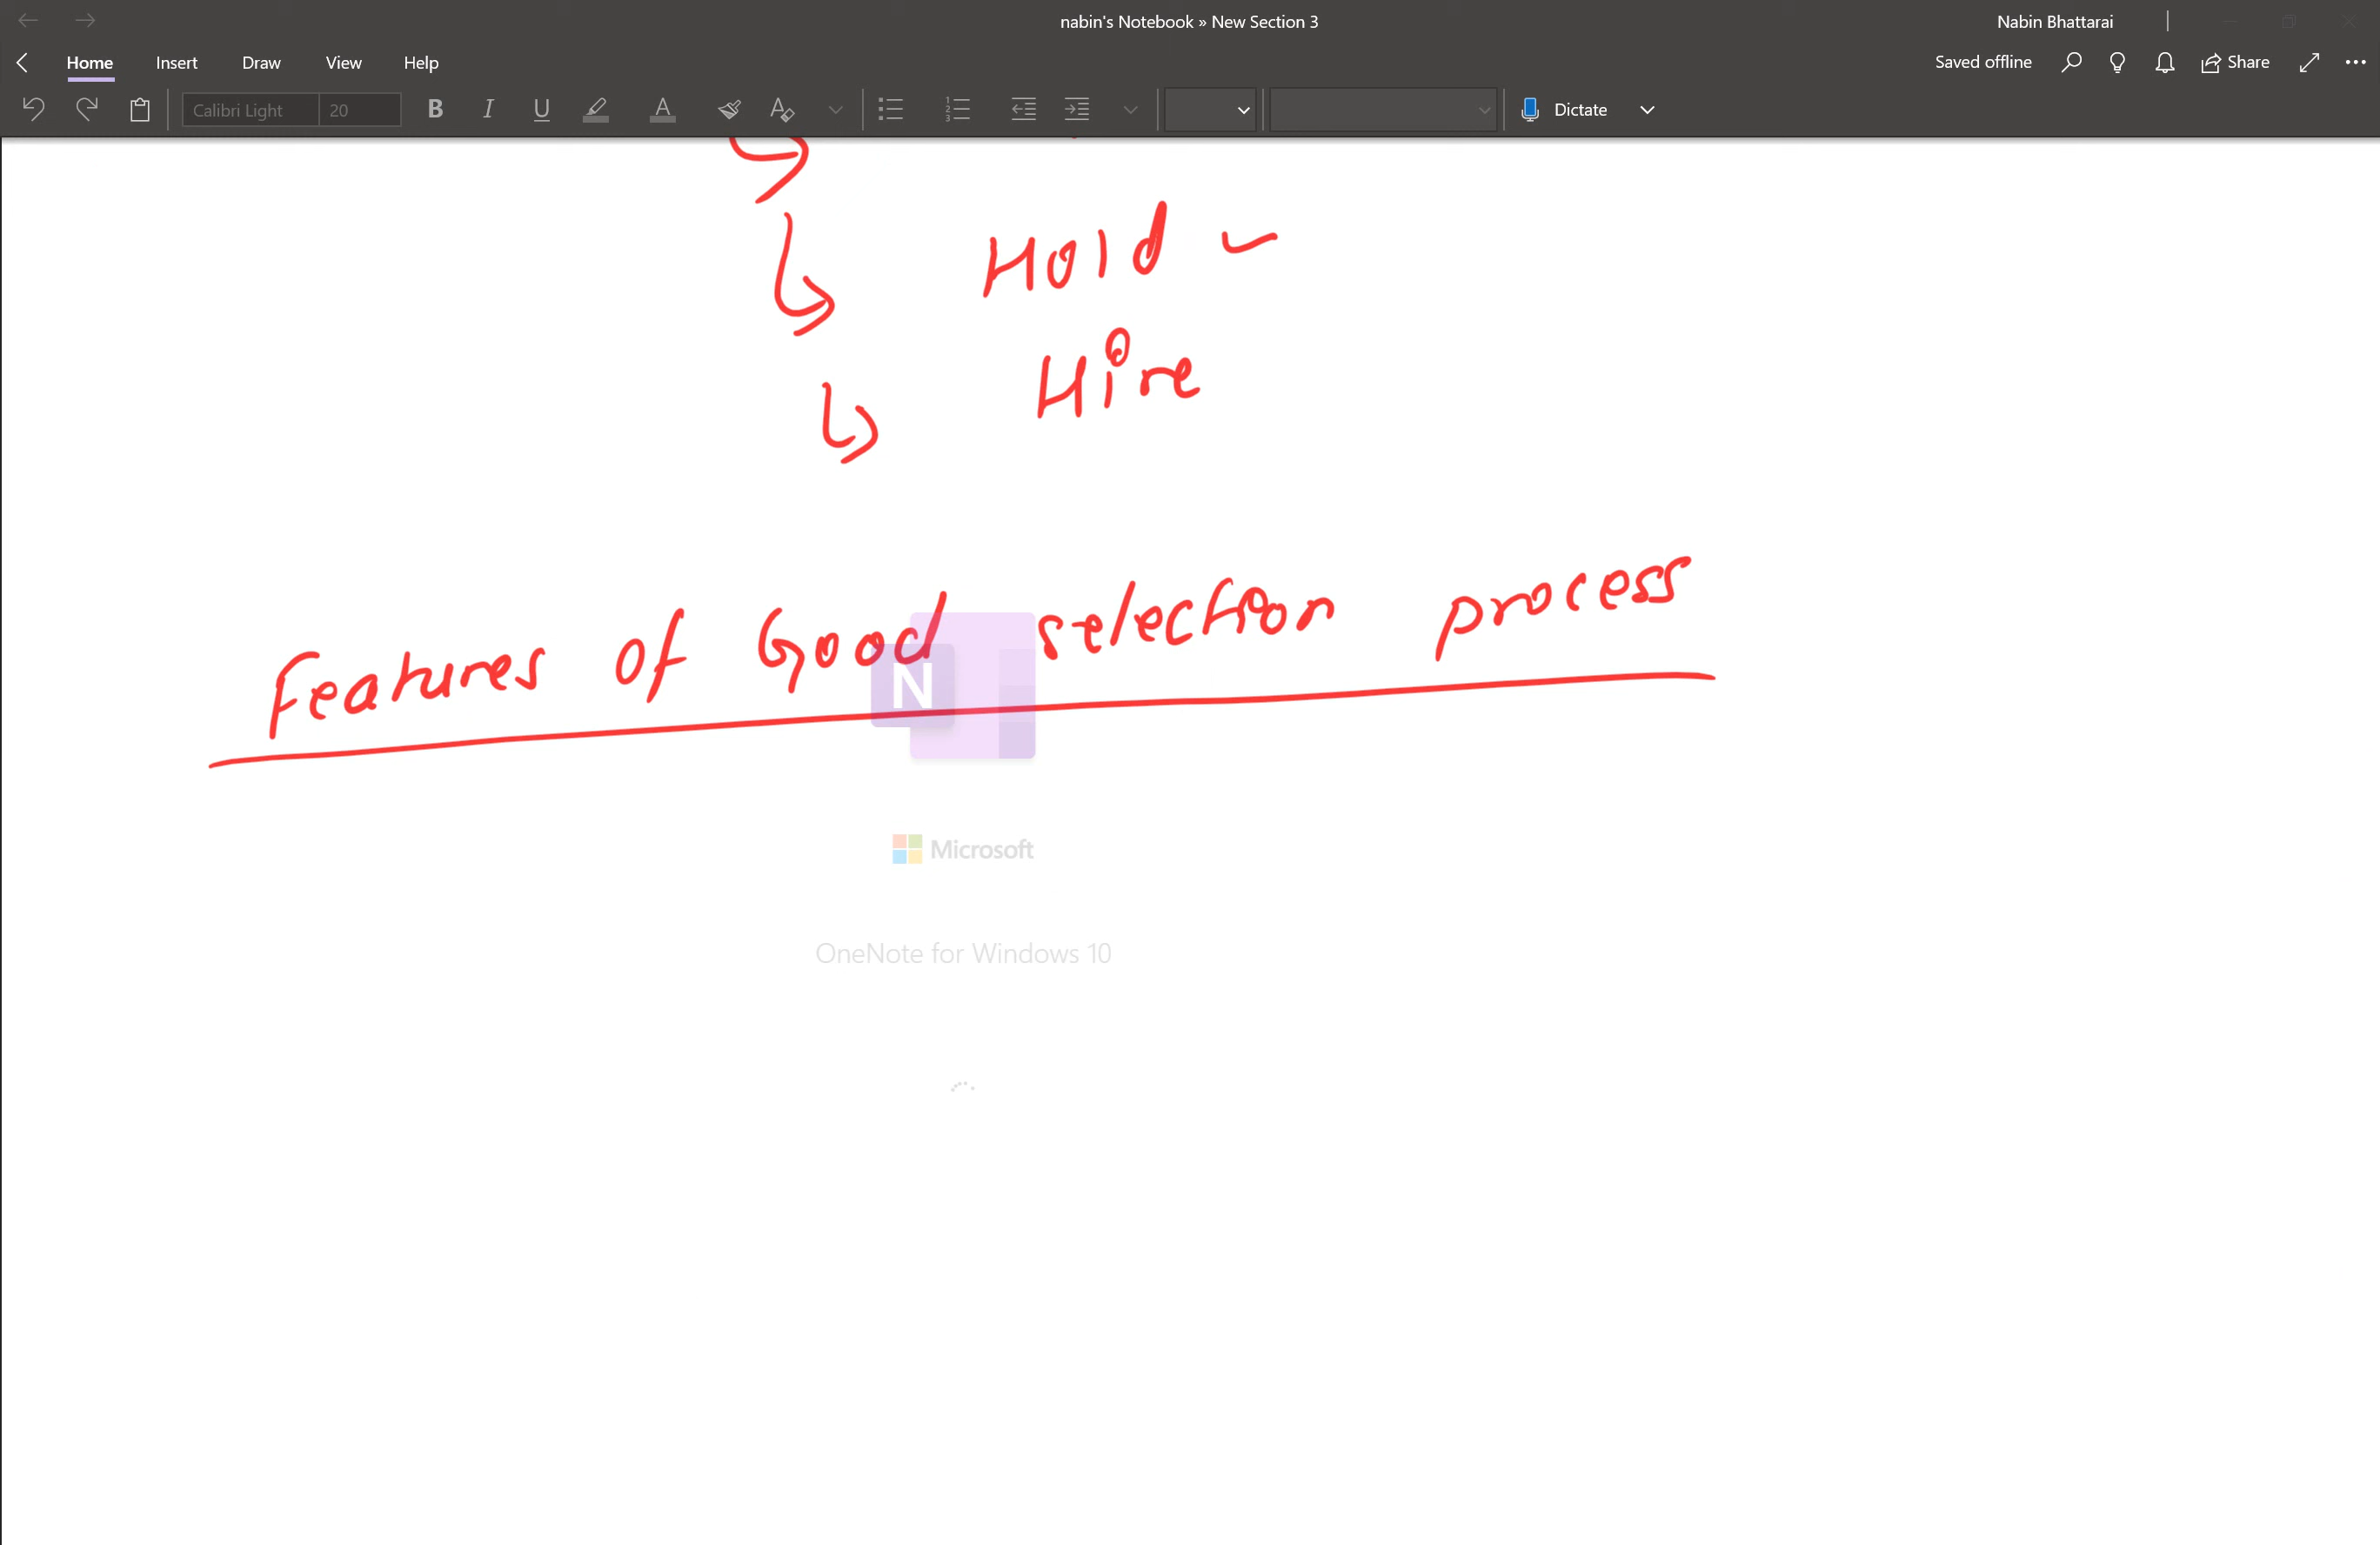 nabin's Notebook » New Section 3
Nabin Bhattarai
Home Insert Draw View Help
Saved offline
Share
Calibri Light 20 B I U A A
Dictate
Hold
Hire
Features of Good selection process
N
Microsoft
OneNote for Windows 10